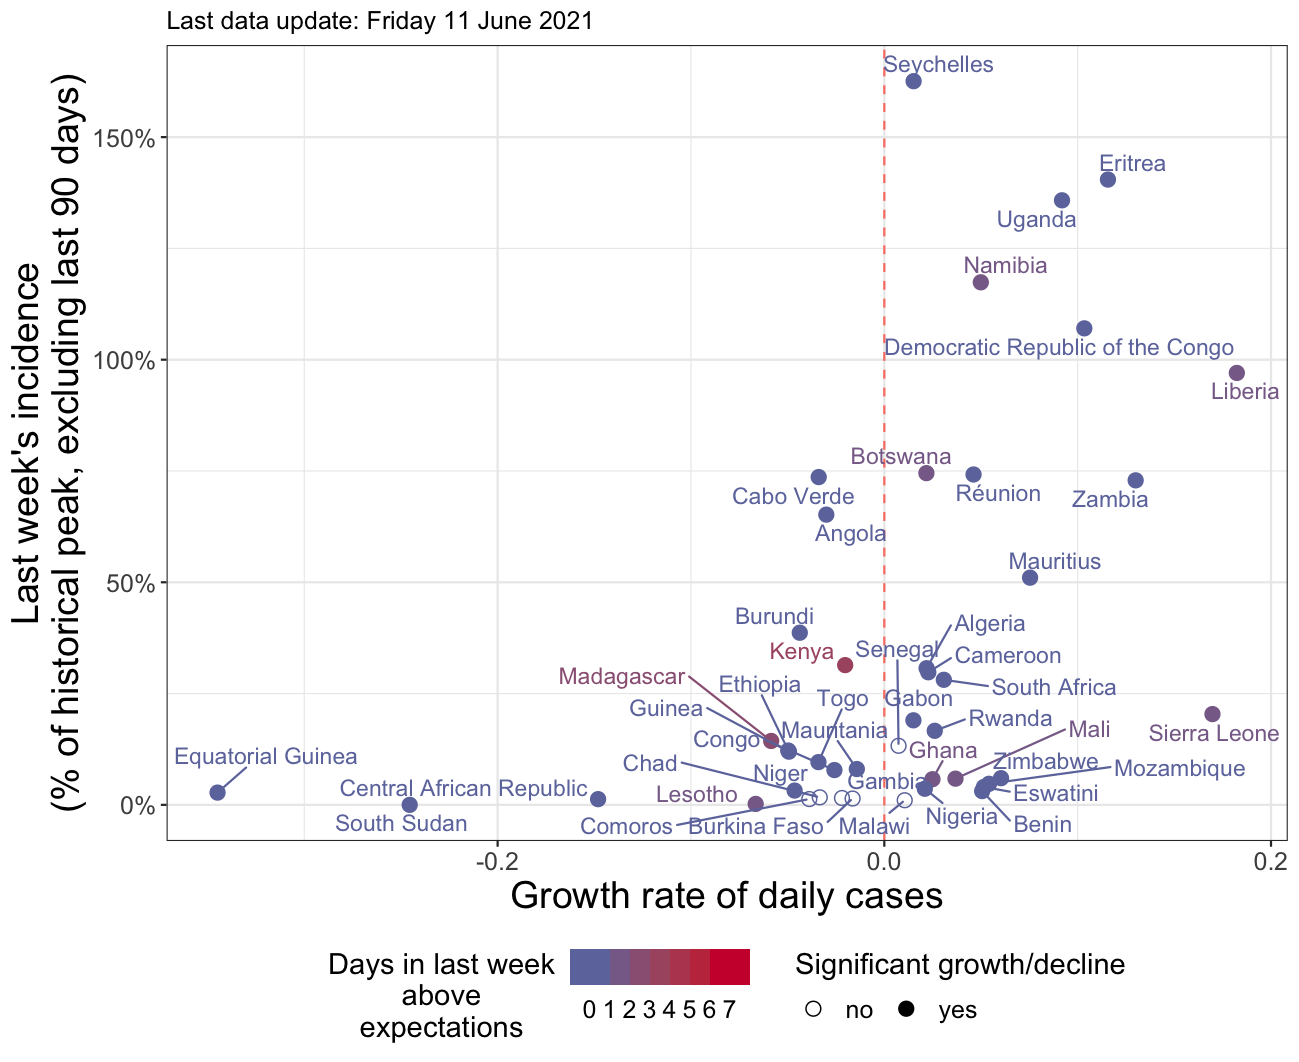 Last data update: Friday 11 June 2021
Last week's incidence
(% of historical peak, excluding last 90 days)
150%
100%
50%
0%
Seychelles
Eritrea
Uganda
Namibia
Democratic Republic of the Congo
Liberia
Botswana
Cabo Verde
Réunion
Zambia
Angola
Mauritius
Burundi
Algeria
Kenya
Senegal
Cameroon
Madagascar
Ethiopia
South Africa
Togo
Gabon
Guinea
Rwanda
Mali
Sierra Leone
Congo
Mauritania
Ghana
Equatorial Guinea
Chad
Zimbabwe
Mozambique
Niger
Gambia
Central African Republic
Lesotho
Eswatini
South Sudan
Comoros
Burkina Faso
Malawi
Nigeria
Benin
-0.2
0.0
0.2
Growth rate of daily cases
Days in last week
above
expectations
0 1 2 3 4 5 6 7
Significant growth/decline
no
yes